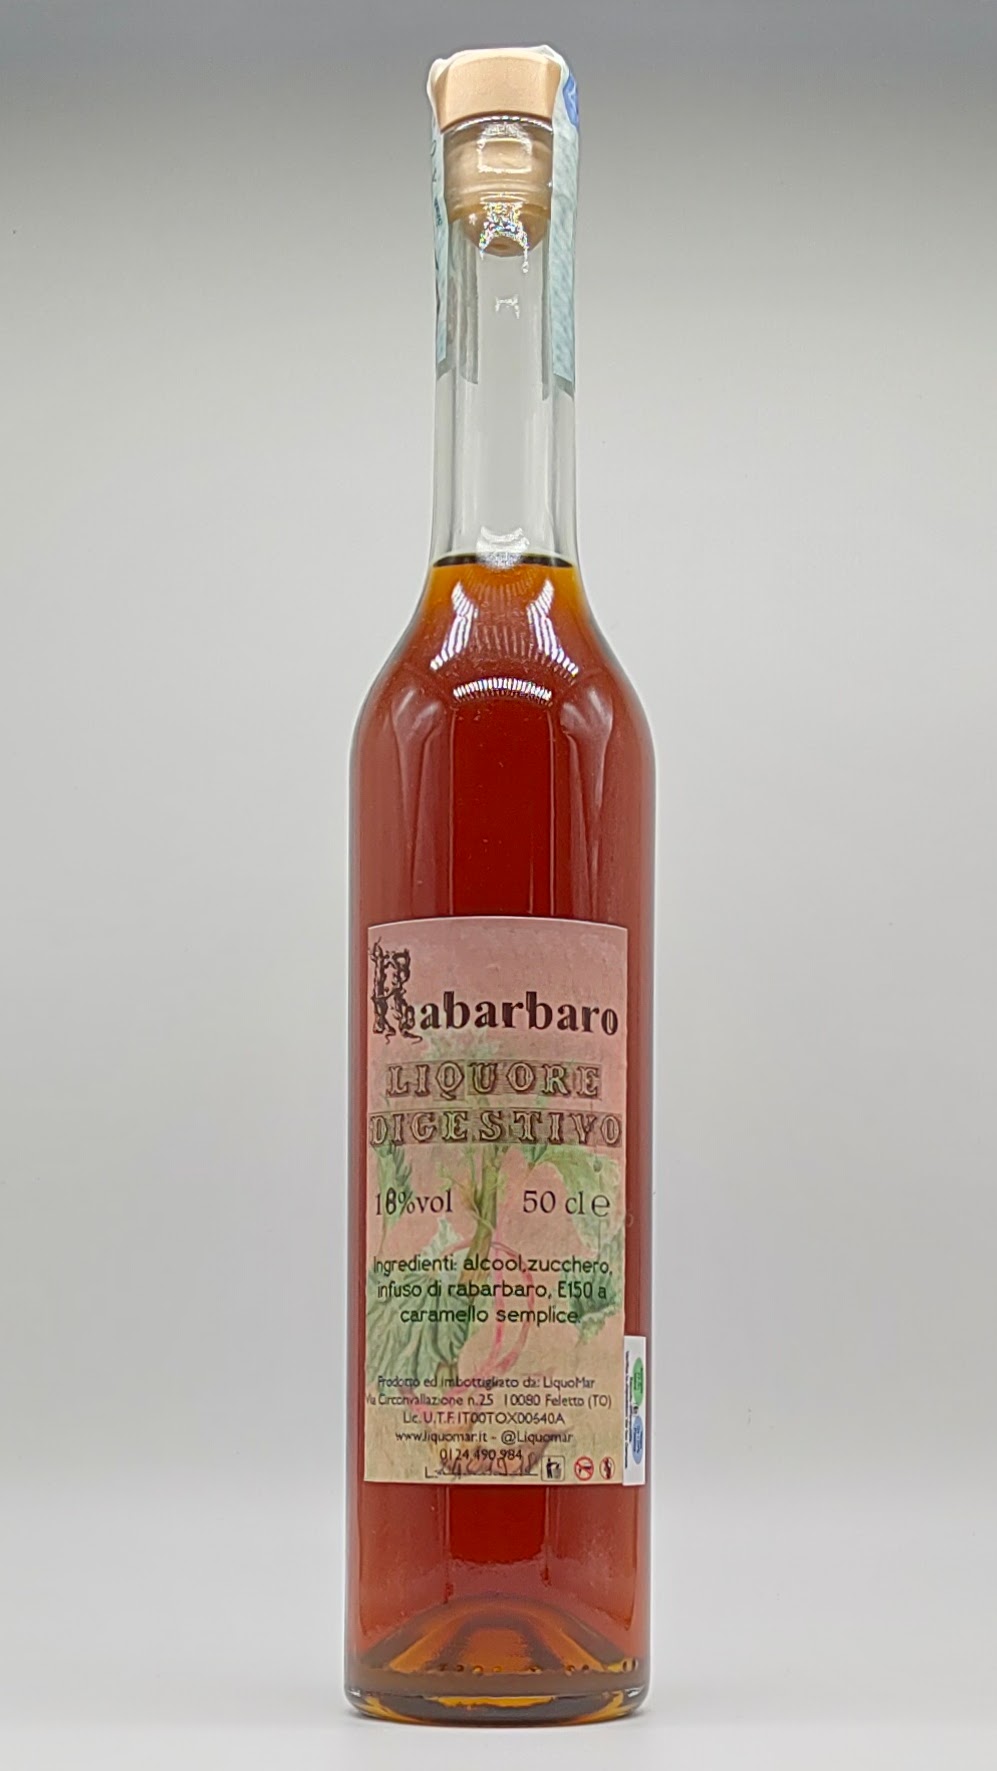 Rabarbaro
LIQUORE
DIGESTIVO
18%vol 50 cl e
Ingredienti: alcool,zucchero,
infuso di rabarbaro, E150 a
caramello semplice.
Prodotto ed imbottigliato da: LiquoMar
Via Circonvallazione n.25 10080 Feletto (TO)
Lic. U.T.F. IT00TOX00640A
www.liquomar.it - @Liquomar
0124 490 984